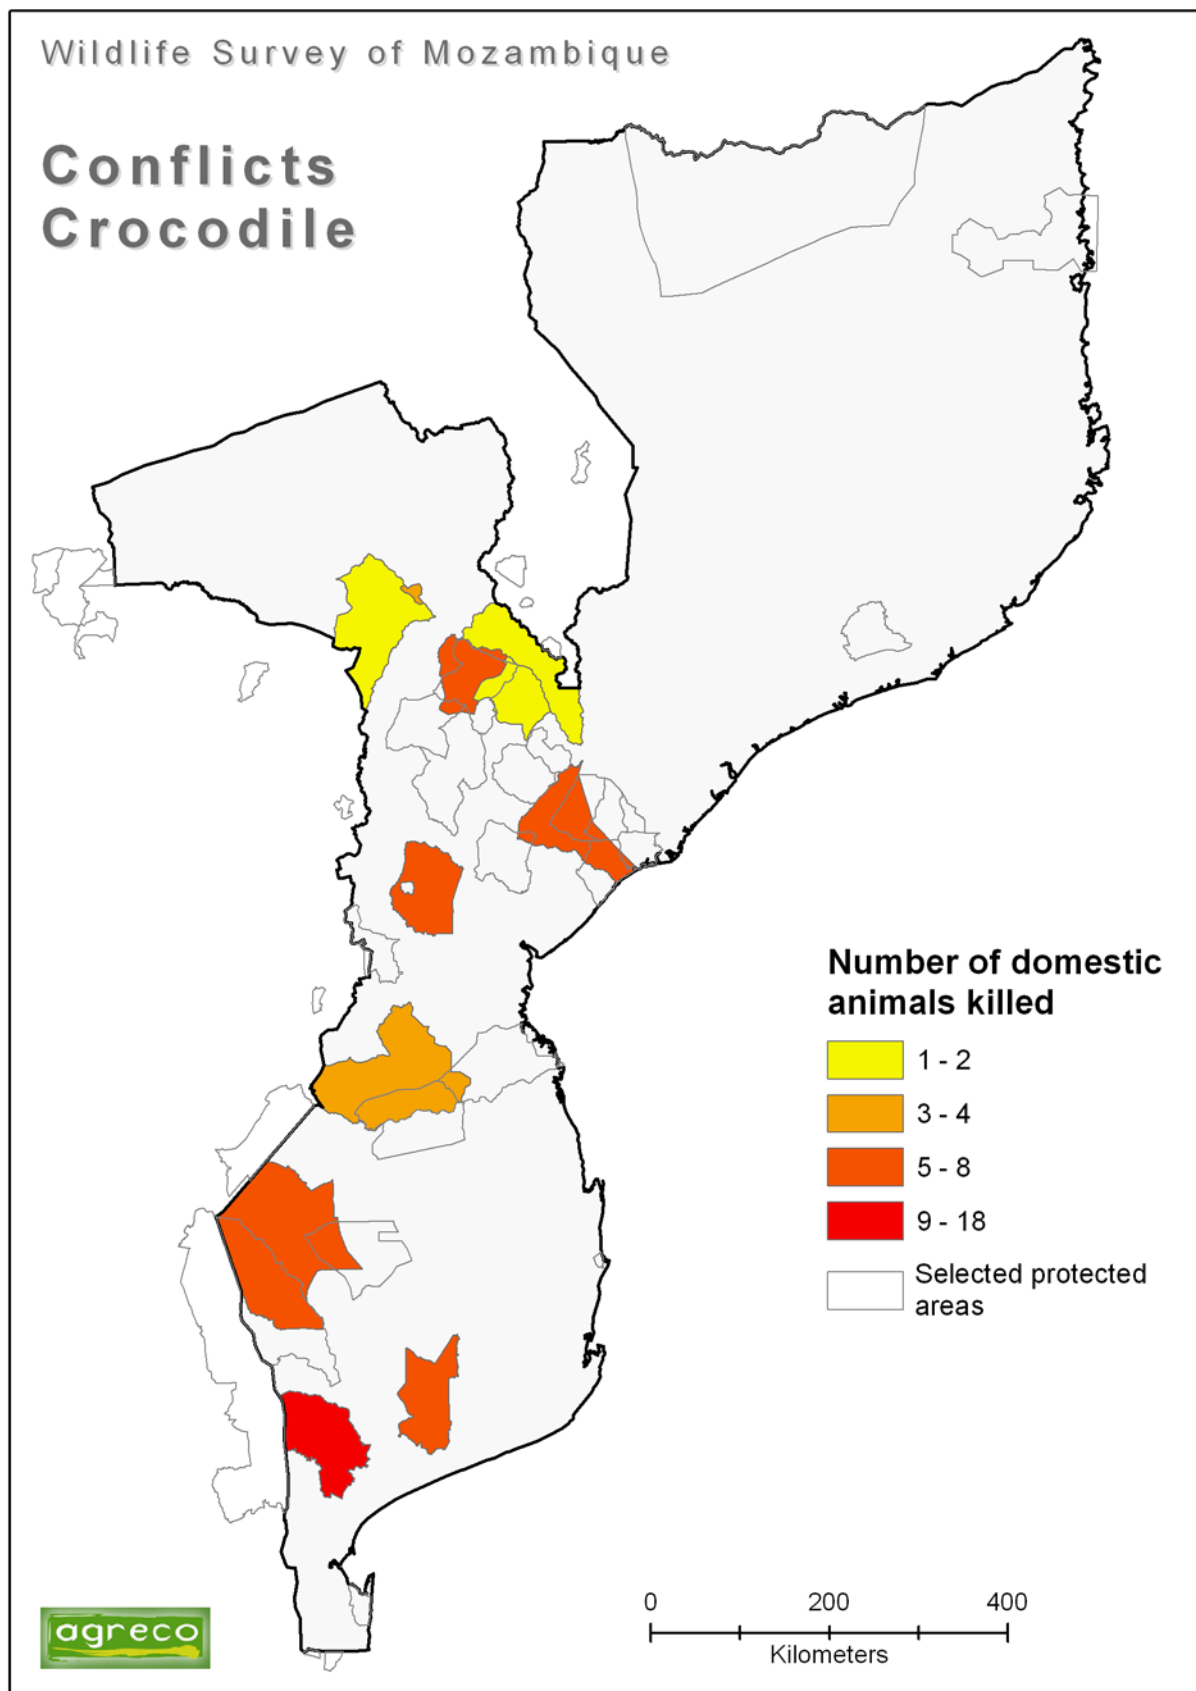 Wildlife Survey of Mozambique
Conflicts
Crocodile
Number of domestic
animals killed
1 - 2
3 - 4
5 - 8
9 - 18
Selected protected
areas
agreco
0 200 400
Kilometers